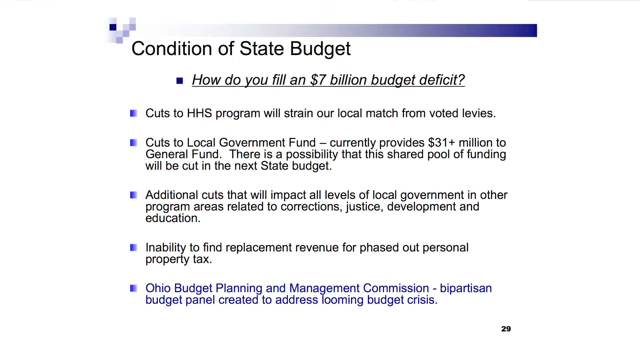 Condition of State Budget
How do you fill an $7 billion budget deficit?
Cuts to HHS program will strain our local match from voted levies.
Cuts to Local Government Fund – currently provides $31+ million to
General Fund.  There is a possibility that this shared pool of funding
will be cut in the next State budget.
Additional cuts that will impact all levels of local government in other
program areas related to corrections, justice, development and
education.
Inability to find replacement revenue for phased out personal
property tax.
Ohio Budget Planning and Management Commission - bipartisan
budget panel created to address looming budget crisis.
29